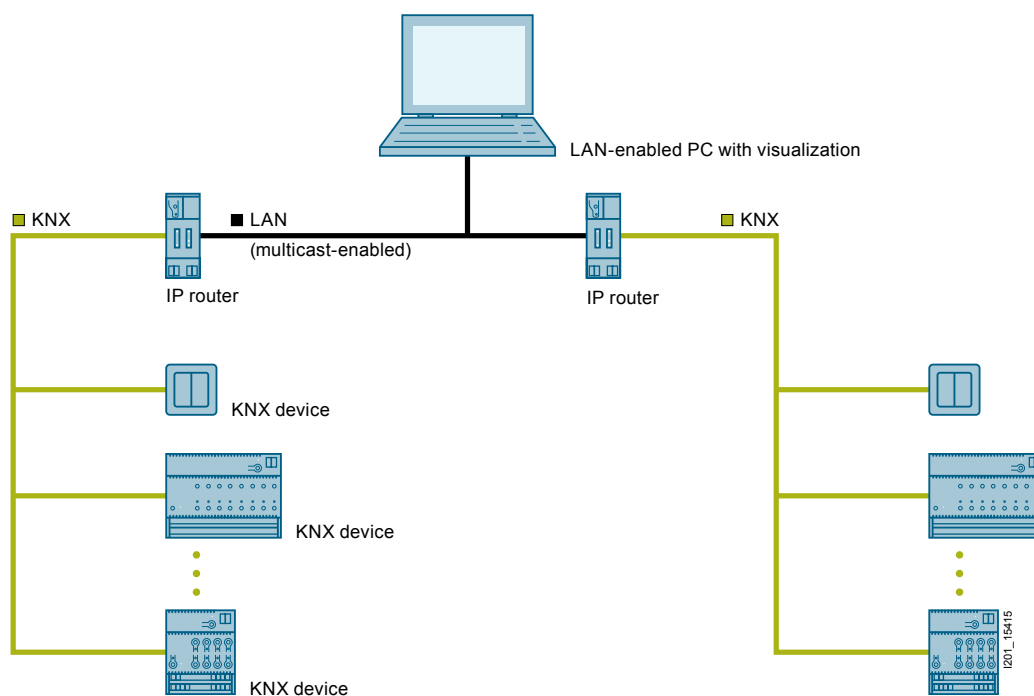 LAN-enabled PC with visualization
KNX
LAN
(multicast-enabled)
KNX
IP router
IP router
KNX device
KNX device
KNX device
I201_15415